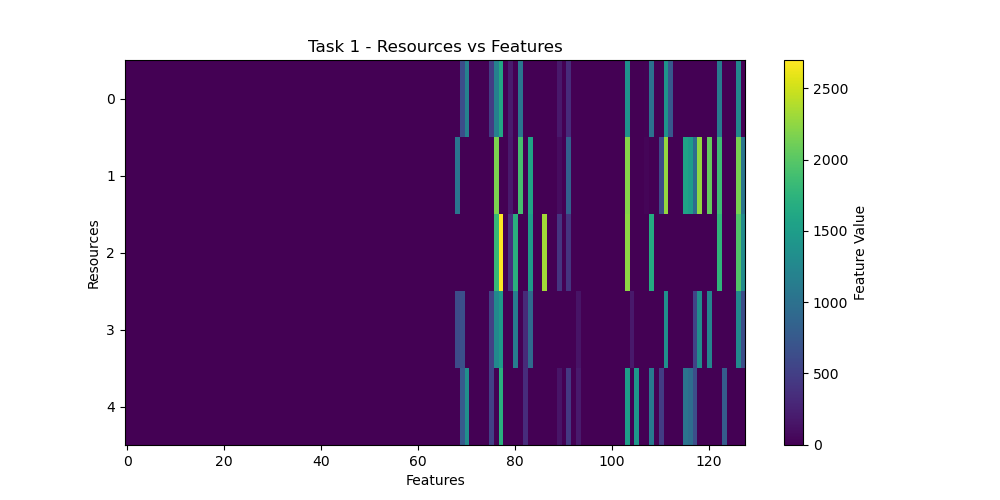 Task 1 - Resources vs Features
Resources
0
1
2
3
4
0 20 40 60 80 100 120
Features
2500
2000
1500
1000
500
0
Feature Value